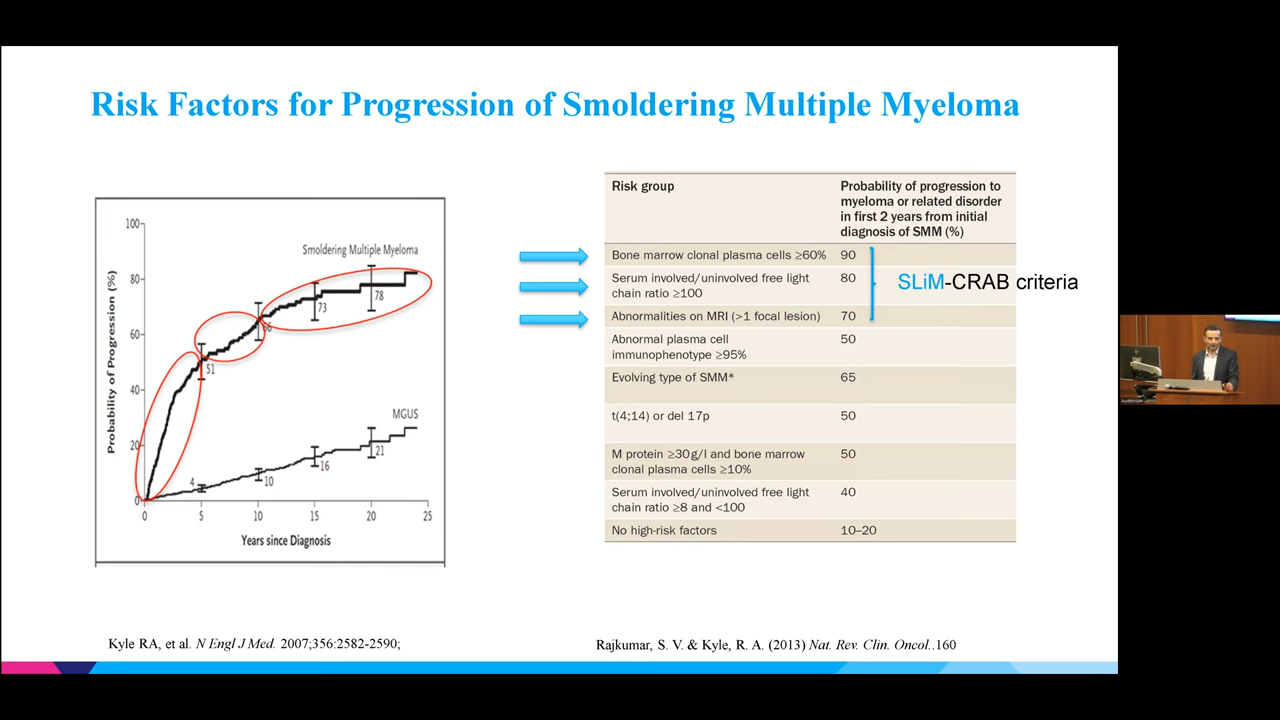 Risk Factors for Progression of Smoldering Multiple Myeloma
Probability of Progression (%)
100
80
60
40
20
0
Smoldering Multiple Myeloma
51
66
73
78
MGUS
4
10
16
21
0 5 10 15 20 25
Years since Diagnosis
Risk group
Probability of progression to
myeloma or related disorder
in first 2 years from initial
diagnosis of SMM (%)
Bone marrow clonal plasma cells ≥60% 90
Serum involved/uninvolved free light 80
chain ratio ≥100
Abnormalities on MRI (>1 focal lesion) 70
Abnormal plasma cell 50
immunophenotype ≥95%
Evolving type of SMM* 65
t(4;14) or del 17p 50
M protein ≥30g/l and bone marrow 50
clonal plasma cells ≥10%
Serum involved/uninvolved free light 40
chain ratio ≥8 and <100
No high-risk factors 10–20
SLiM-CRAB criteria
Kyle RA, et al. N Engl J Med. 2007;356:2582-2590;
Rajkumar, S. V. & Kyle, R. A. (2013) Nat. Rev. Clin. Oncol..160
Auditorium